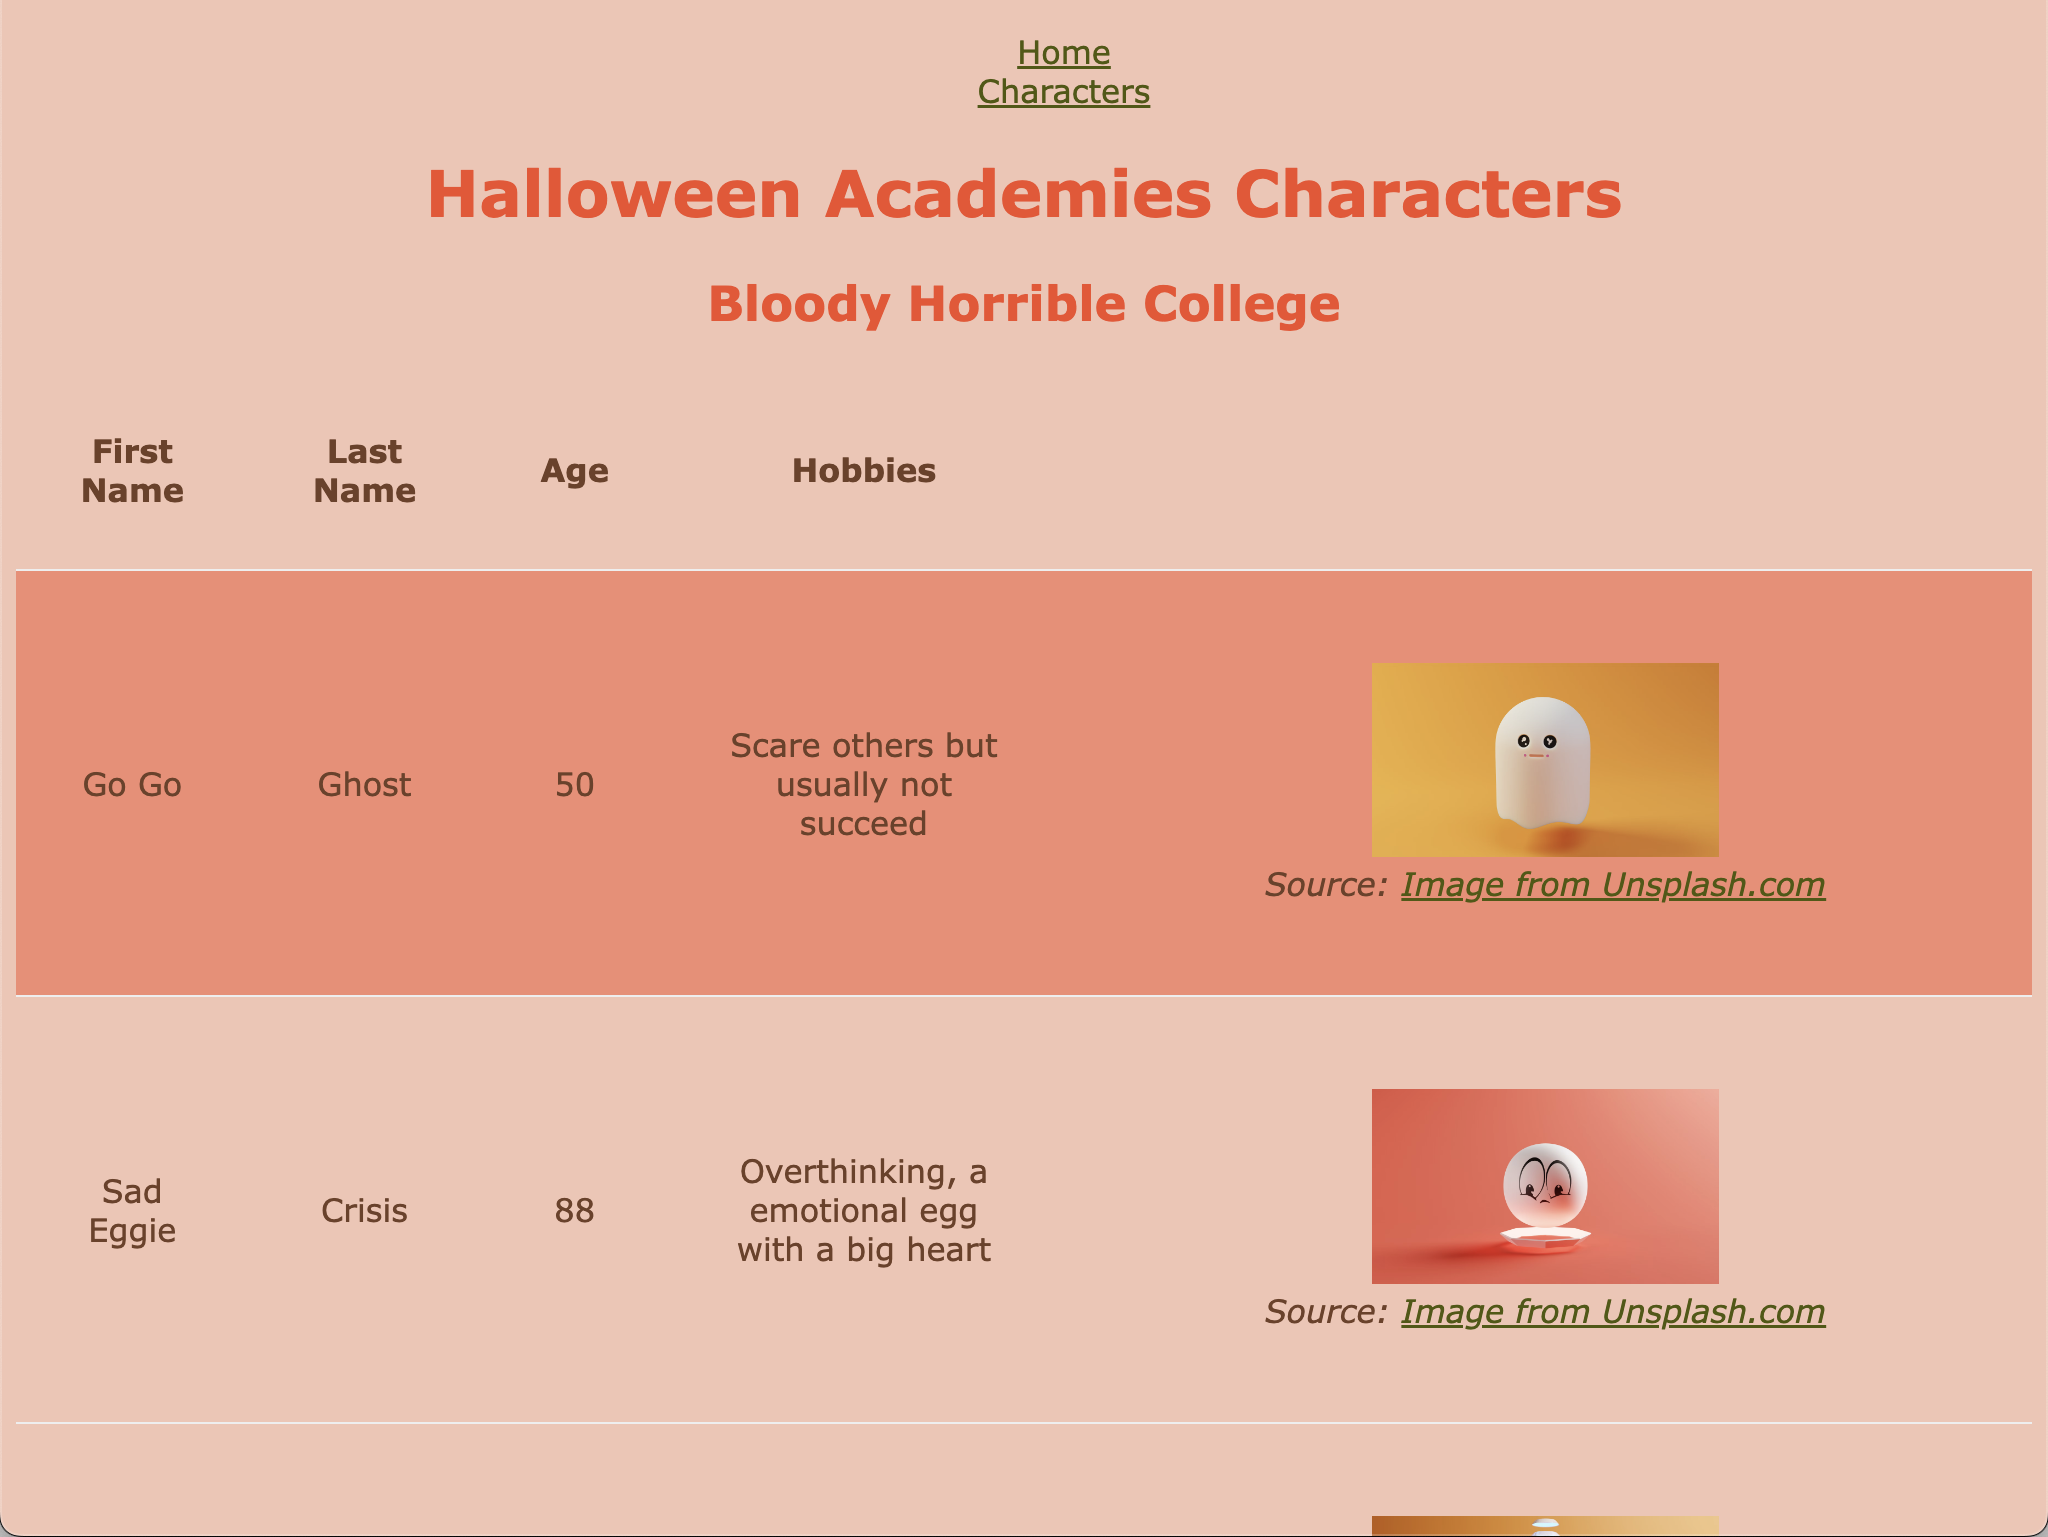 Home
Characters
Halloween Academies Characters
Bloody Horrible College
First
Name
Last
Name
Age
Hobbies
Go Go
Ghost
50
Scare others but
usually not
succeed
Source: Image from Unsplash.com
Sad
Eggie
Crisis
88
Overthinking, a
emotional egg
with a big heart
Source: Image from Unsplash.com